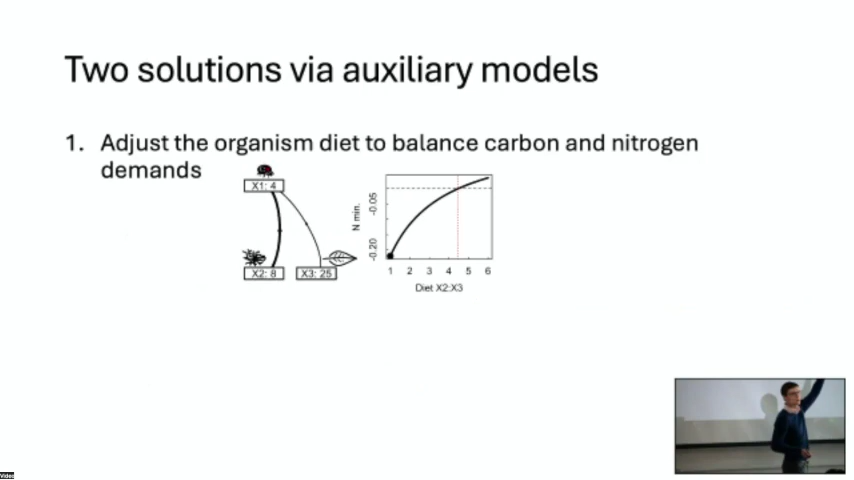 Two solutions via auxiliary models
1. Adjust the organism diet to balance carbon and nitrogen
demands
X1: 4
X2: 8
X3: 25
N min.
-0.05
-0.20
1 2 3 4 5 6
Diet X2:X3
Video